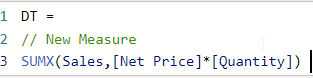 1 DT =
2 // New Measure
3 SUMX(Sales,[Net Price]*[Quantity])